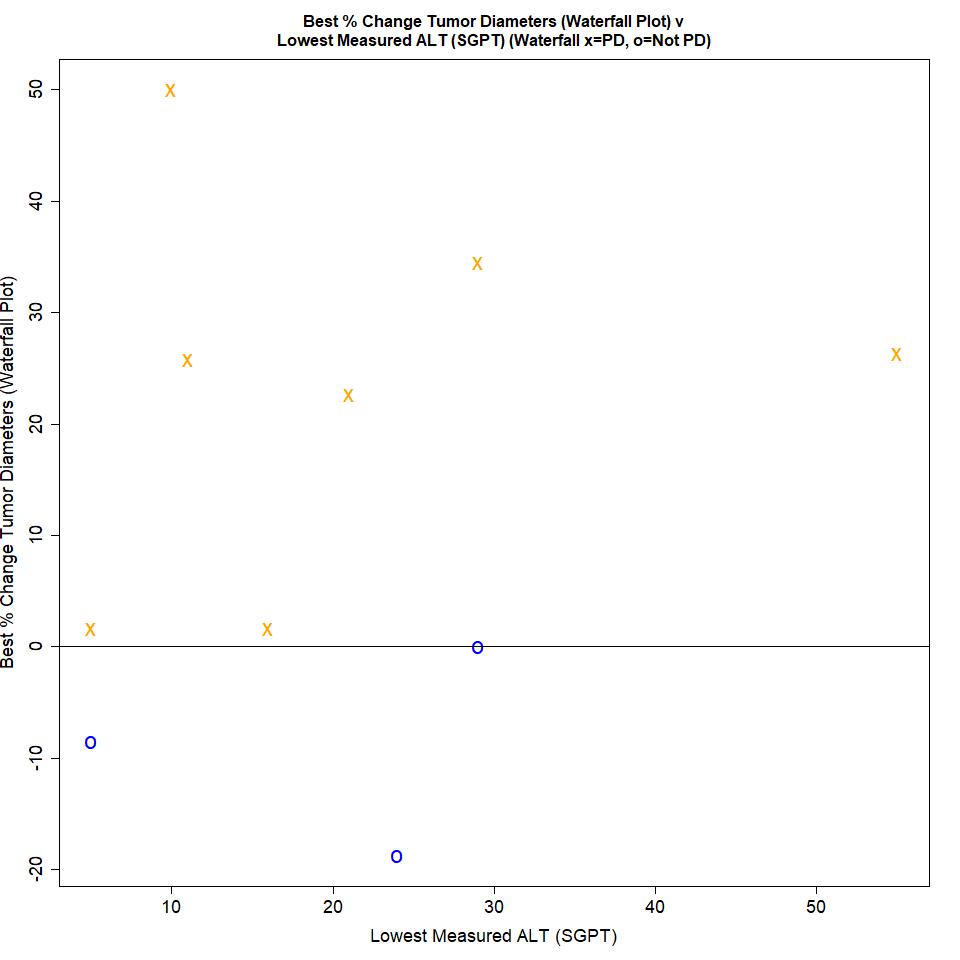 Best % Change Tumor Diameters (Waterfall Plot) v
Lowest Measured ALT (SGPT) (Waterfall x=PD, o=Not PD)
Best % Change Tumor Diameters (Waterfall Plot)
50
40
30
20
10
0
-10
-20
X
X
X
X
X
X
X
O
O
O
10
20
30
40
50
Lowest Measured ALT (SGPT)